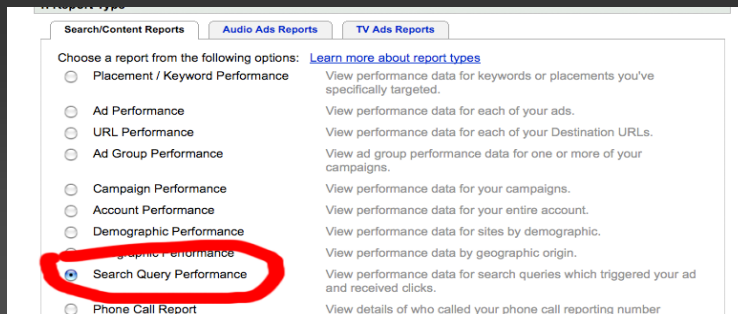 Search/Content Reports Audio Ads Reports TV Ads Reports
Choose a report from the following options: Learn more about report types
Placement / Keyword Performance View performance data for keywords or placements you've
specifically targeted.
Ad Performance View performance data for each of your ads.
URL Performance View performance data for each of your Destination URLs.
Ad Group Performance View ad group performance data for one or more of your
campaigns.
Campaign Performance View performance data for your campaigns.
Account Performance View performance data for your entire account.
Demographic Performance View performance data for sites by demographic.
Performance View performance data by geographic origin.
Search Query Performance View performance data for search queries which triggered your ad
and received clicks.
Phone Call Report View details of who called your phone call reporting number